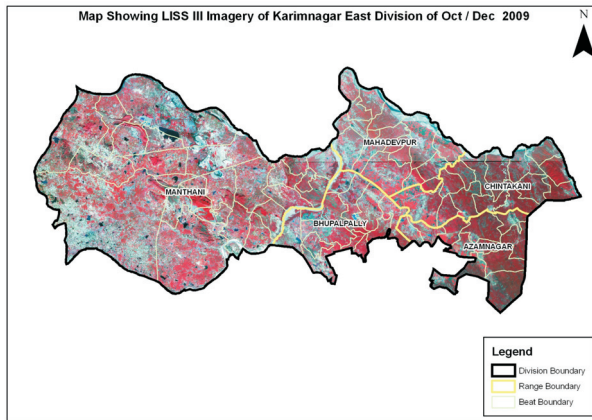 Map Showing LISS III Imagery of Karimnagar East Division of Oct / Dec 2009
N
MAHADEVPUR
CHINTAKANI
MANTHANI
BHUPALPALLY
AZAMNAGAR
Legend
Division Boundary
Range Boundary
Beat Boundary